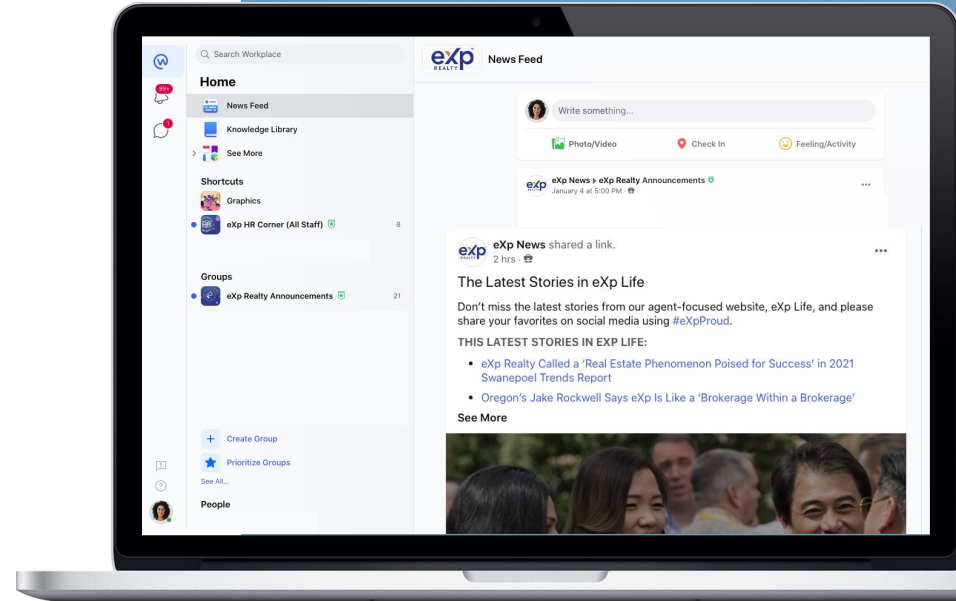 Search Workplace
Home
99+
News Feed
1
Knowledge Library
See More
Shortcuts
Graphics
eXp HR Corner (All Staff) 8
Groups
eXp Realty Announcements 21
Create Group
Prioritize Groups
See All...
People
eXp
REALTY
News Feed
Write something...
Photo/Video Check In Feeling/Activity
eXp
eXp News ▸ eXp Realty Announcements
January 4 at 5:00 PM ·
eXp
REALTY
eXp News shared a link.
2 hrs ·
The Latest Stories in eXp Life
Don't miss the latest stories from our agent-focused website, eXp Life, and please
share your favorites on social media using #eXpProud.
THIS LATEST STORIES IN EXP LIFE:
• eXp Realty Called a 'Real Estate Phenomenon Poised for Success' in 2021
Swanepoel Trends Report
• Oregon's Jake Rockwell Says eXp Is Like a 'Brokerage Within a Brokerage'
See More